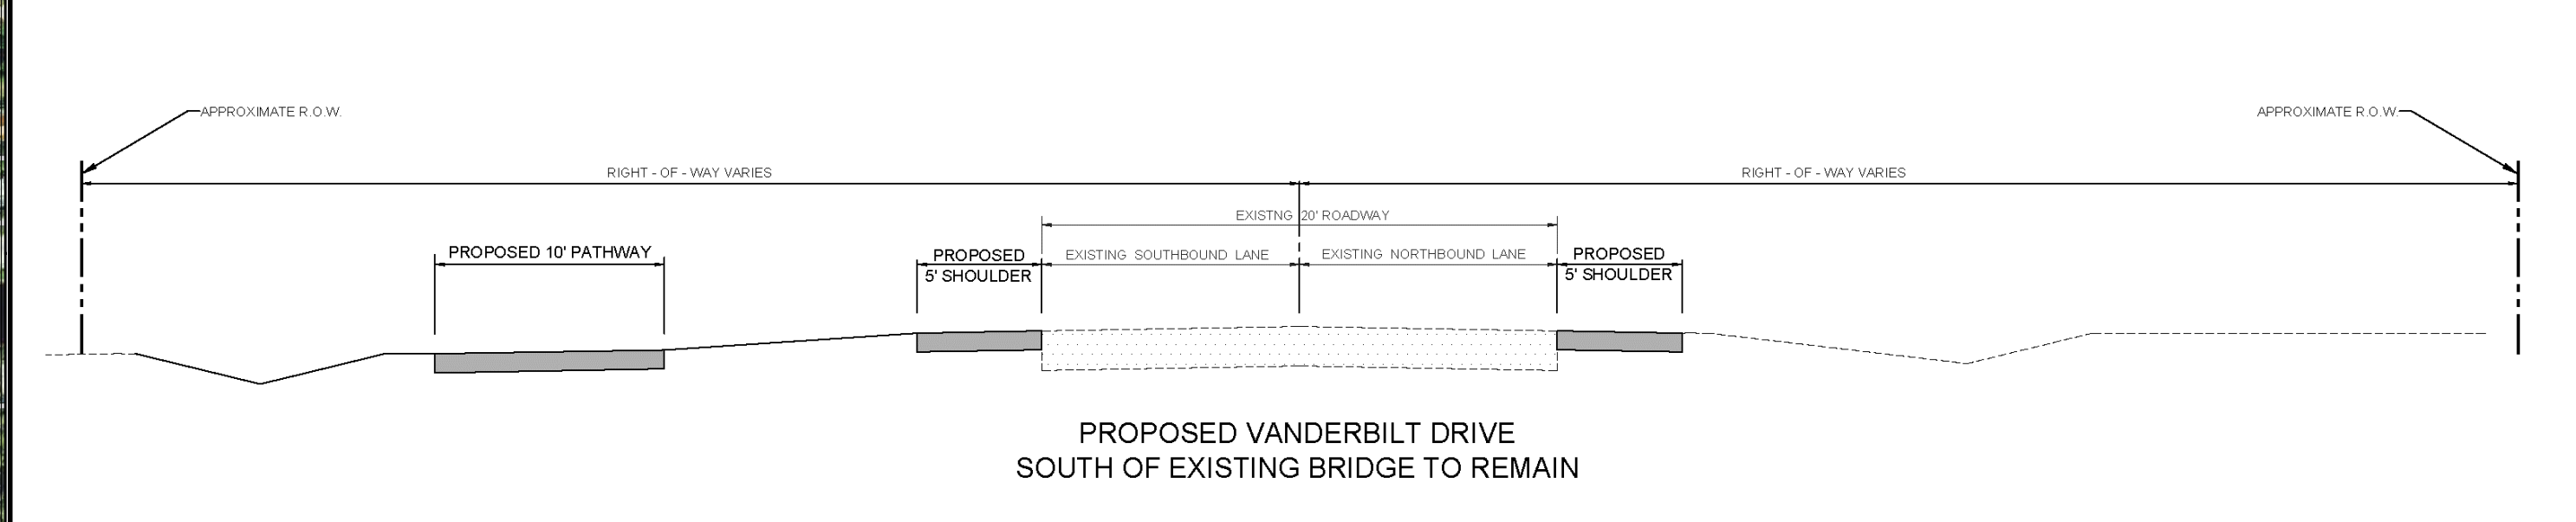 APPROXIMATE R.O.W.
APPROXIMATE R.O.W.
RIGHT - OF - WAY VARIES
RIGHT - OF - WAY VARIES
EXISTNG 20' ROADWAY
PROPOSED 10' PATHWAY
PROPOSED
5' SHOULDER
EXISTING SOUTHBOUND LANE
EXISTING NORTHBOUND LANE
PROPOSED
5' SHOULDER
PROPOSED VANDERBILT DRIVE
SOUTH OF EXISTING BRIDGE TO REMAIN